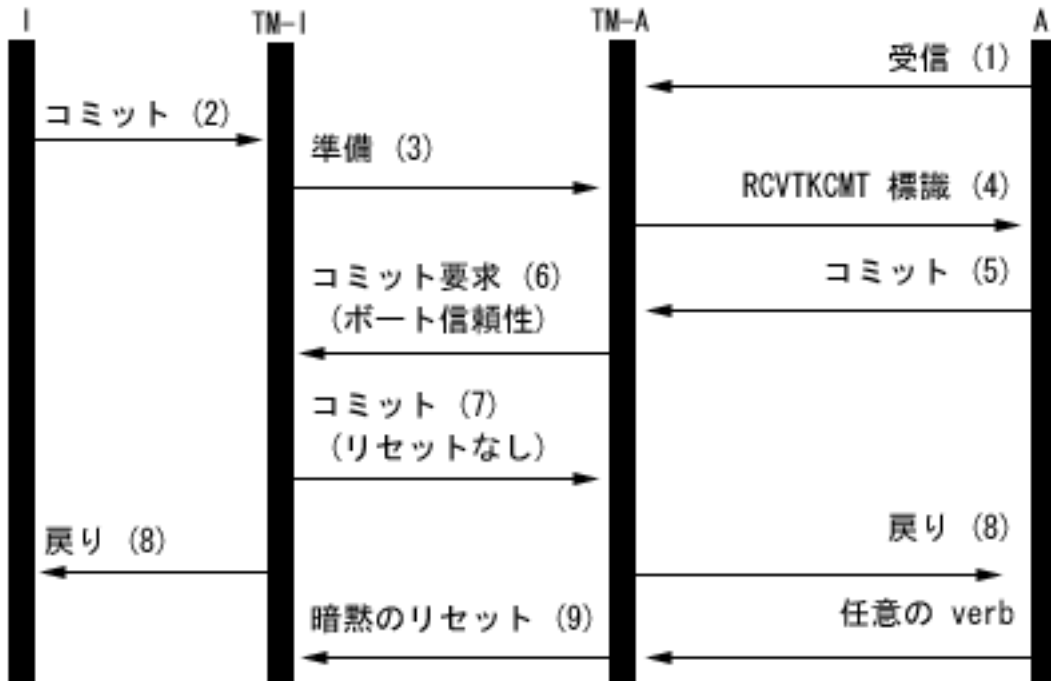 I
TM-I
TM-A
A
受信 (1)
コミット (2)
準備 (3)
RCVTKCMT 標識 (4)
コミット要求 (6)
(ボート信頼性)
コミット (5)
コミット (7)
(リセットなし)
戻り (8)
戻り (8)
暗黙のリセット (9)
任意の verb